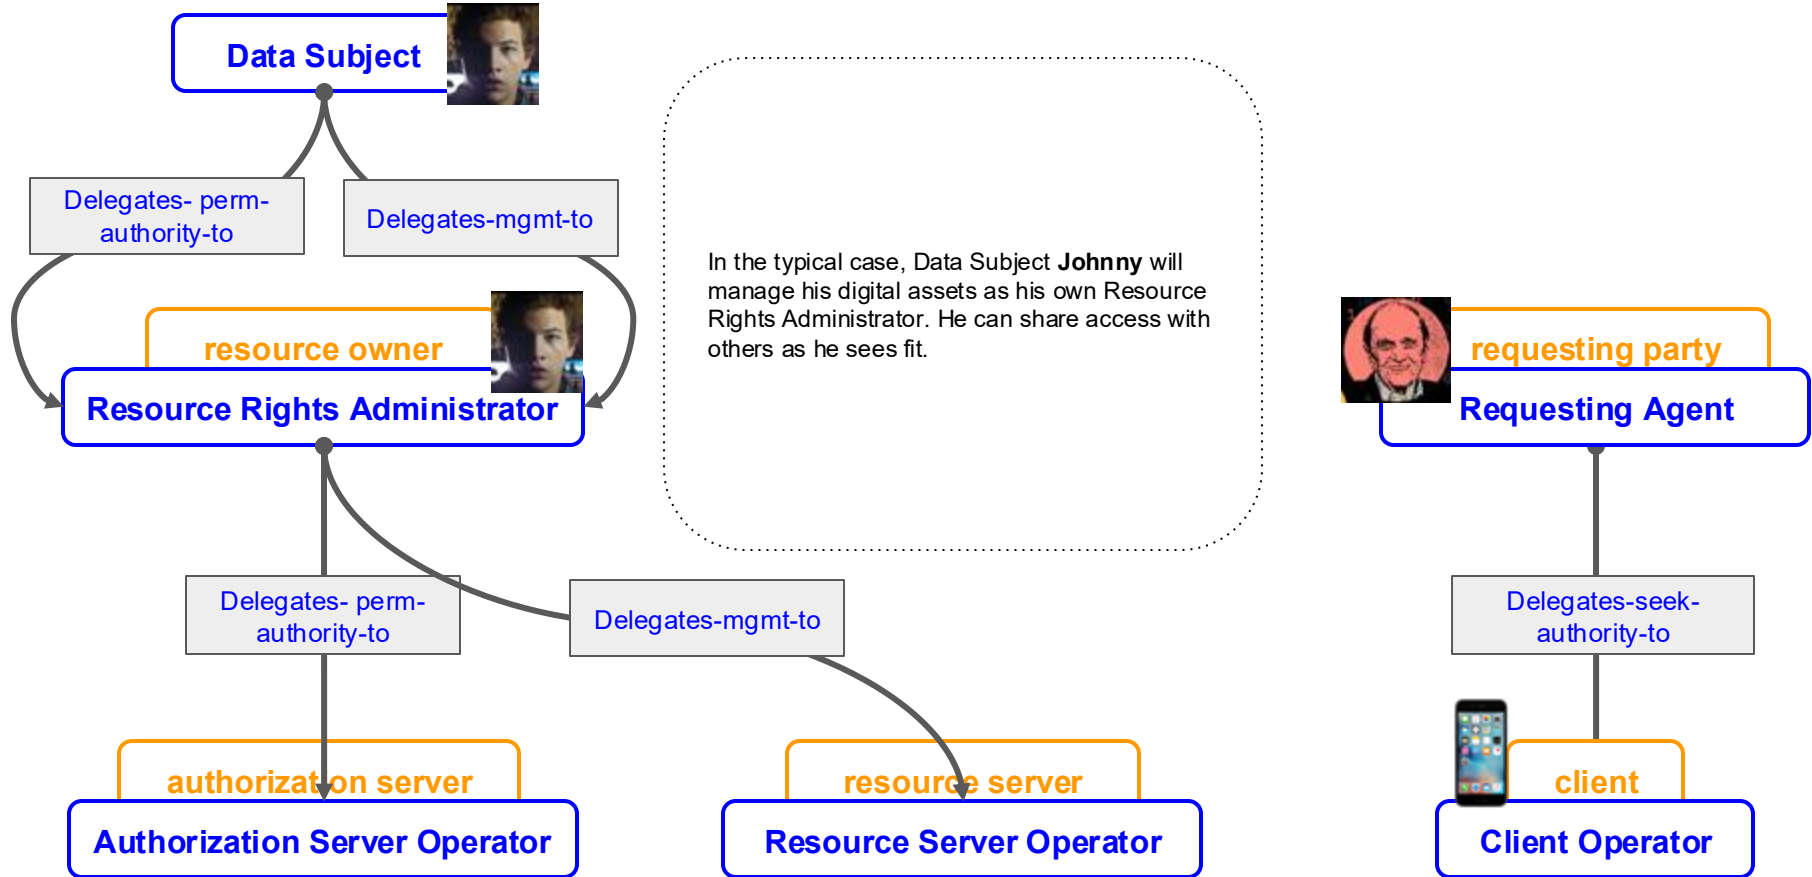 Data Subject
Delegates- perm-
authority-to
Delegates-mgmt-to
In the typical case, Data Subject Johnny will
manage his digital assets as his own Resource
Rights Administrator. He can share access with
others as he sees fit.
resource owner
Resource Rights Administrator
requesting party
Requesting Agent
Delegates- perm-
authority-to
Delegates-mgmt-to
Delegates-seek-
authority-to
authorization server
Authorization Server Operator
resource server
Resource Server Operator
client
Client Operator